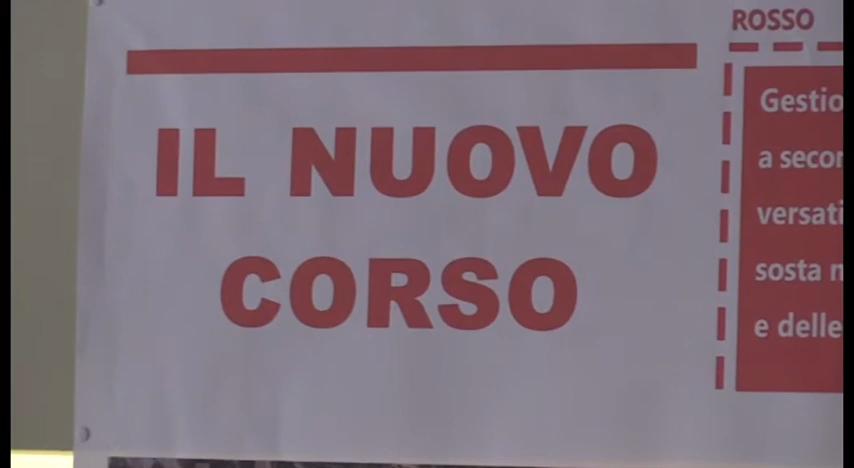 IL NUOVO
CORSO
ROSSO
Gestio
a secon
versati
sosta n
e delle